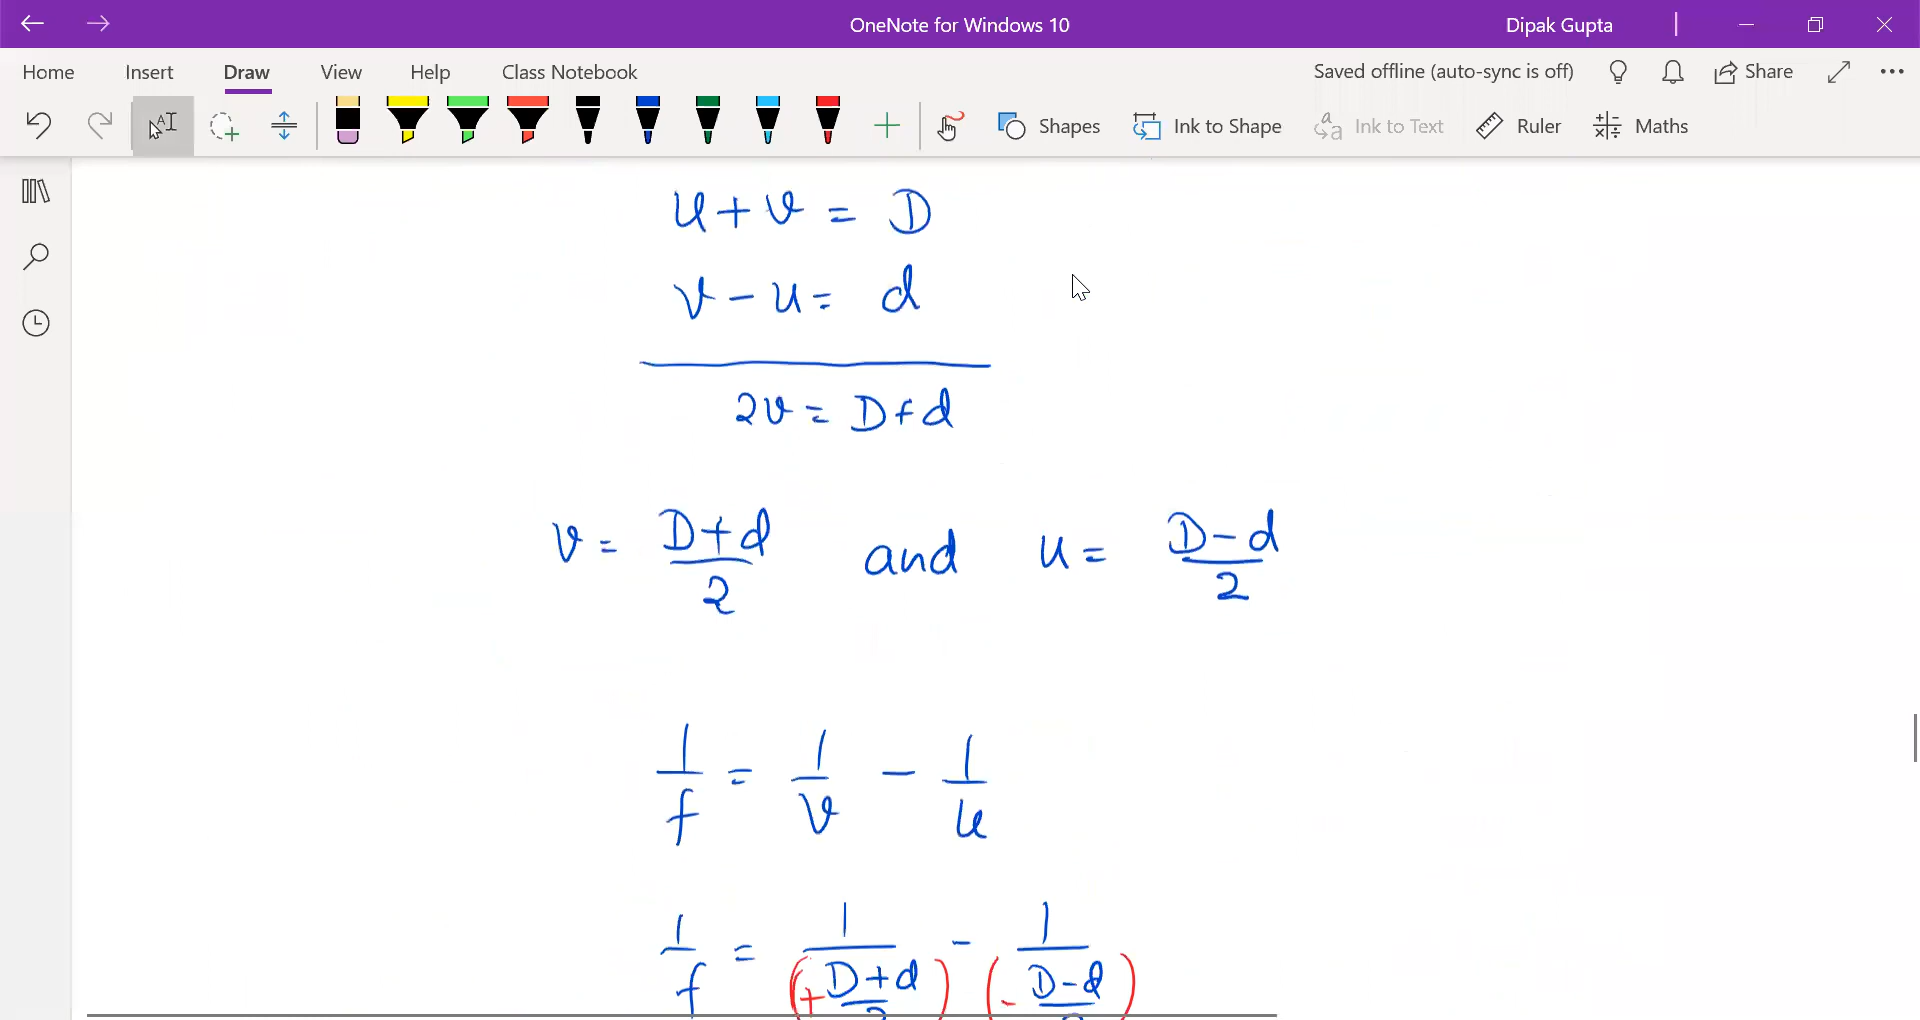 OneNote for Windows 10
Dipak Gupta
Home Insert Draw View Help Class Notebook
Saved offline (auto-sync is off) Share
Shapes Ink to Shape Ink to Text Ruler Maths
u + v = D
v - u = d
2v = D + d
v = (D + d)/2 and u = (D - d)/2
1/f = 1/v - 1/u
1/f = 1/(+ (D + d)/2) - 1/(- (D - d)/2)